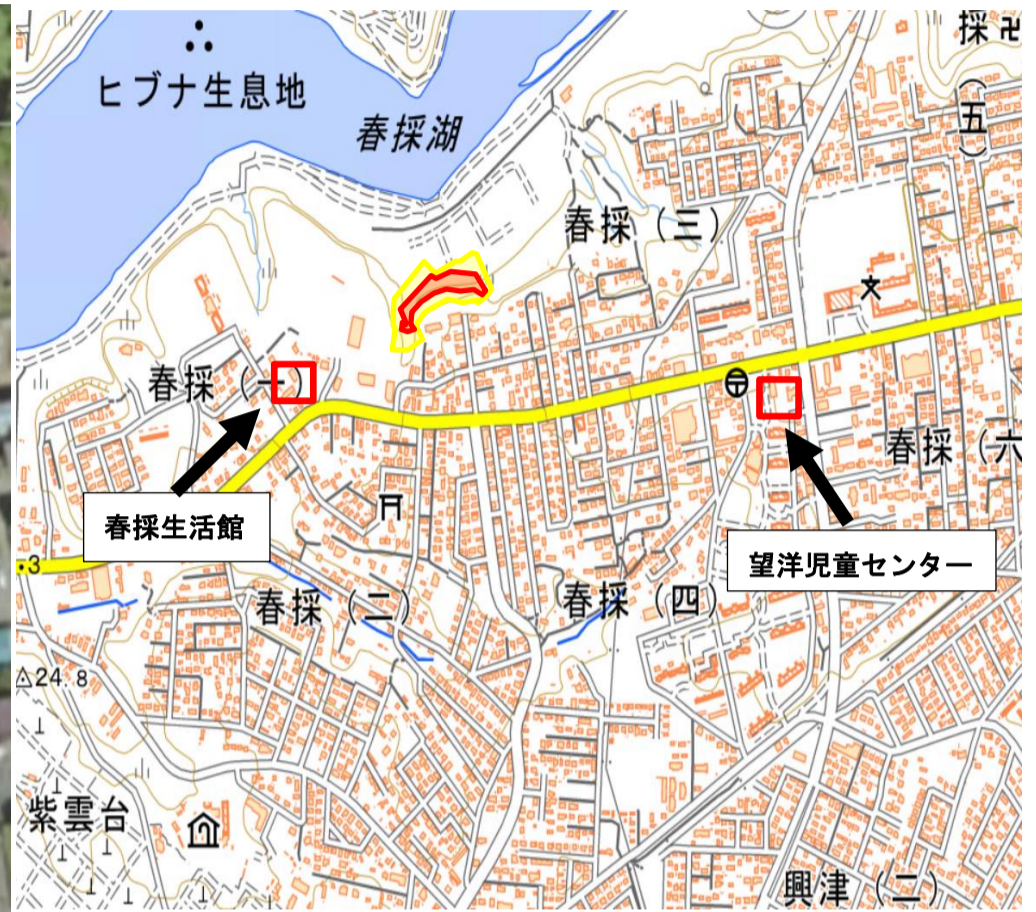 採
ヒブナ生息地
春採湖
(五)
春採(三)
春採(一)
春採(六
春採生活館
望洋児童センター
.3
春採(二)
春採(四)
24.8
紫雲台
興津(二)